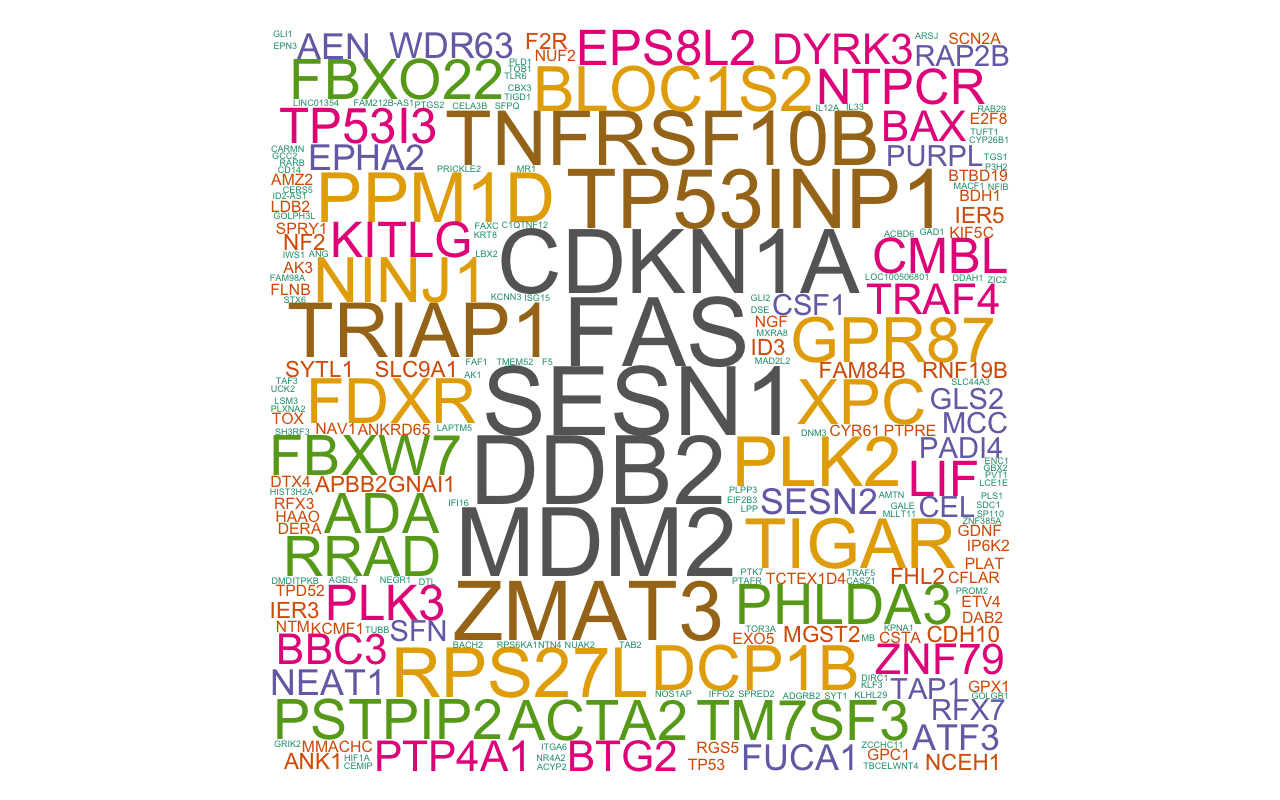 GLI1 AEN WDR63 F2R EPS8L2 DYRK3 ARSJ SCN2A
EPN3 NUF2 RAP2B
FBXO22 PLD1 TOB1 BLOC1S2 NTPCR
TLR6
CBX3
TIGD1
LINC01354 FAM212B-AS1 PTGS2 CELA3B SFPQ IL12A IL33 RAB29
TP53I3 TNFRSF10B BAX E2F8
TUFT1
CYP26B1
CARMN EPHA2 PURPL TGS1
GCC2
RARB
CD14 PRICKLE2 MR1 P3H2
AMZ2 PPM1D TP53INP1 BTBD19
CERS5 MACF1 NFIB
ID2-AS1 BDH1
LDB2
GOLPH3L IER5
SPRY1 KITLG FAXC C1QTNF12 CDKN1A ACBD6 GAD1 KIF5C
KRT8
NF2 CMBL
IWS1 ANG LBX2
AK3 NINJ1 LOC100506801 DDAH1 ZIC2
FAM98A
FLNB TRAF4
STX6 KCNN3 ISG15 GLI2 CSF1
TRIAP1 FAS DSE
NGF GPR87
MXRA8
ID3
SYTL1 SLC9A1 FAF1 TMEM52 F5 MAD2L2 FAM84B RNF19B
AK1
TAF3 FDXR SESN1 XPC SLC44A3
UCK2 GLS2
LSM3
PLXNA2 MCC
TOX
SH3RF3 NAV1 ANKRD65 LAPTM5 DNM3 CYR61 PTPRE
FBXW7 DDB2 PLK2 PADI4
ENC1
GBX2
DTX4 APBB2 GNAI1 LIF PVT1
LCE1E
HIST3H2A PLPP3 SESN2 AMTN PLS1
RFX3 ADA IFI16 EIF2B3 GALE CEL SDC1
HAAO LPP MLLT11 SP110
DERA MDM2 TIGAR ZNF385A
GDNF
RRAD IP6K2
PLAT
DMD ITPKB AGBL5 NEGR1 DTL PTK7 TCTEX1D4 TRAF5 FHL2 CFLAR
PTAFR CASZ1
TPD52 PLK3 ZMAT3 PHLDA3 PROM2
IER3 ETV4
DAB2
NTM KCMF1 TUBB SFN TOR3A MGST2 MB KPNA1 CDH10
EXO5 CSTA
BBC3 BACH2 RPS6KA1 NTN4 NUAK2 TAB2 ZNF79
NEAT1 RPS27L DCP1B DIRC1 TAP1 GPX1
KLF3
NOS1AP IFFO2 SPRED2 ADGRB2 SYT1 KLHL29 GOLGB1
PSTPIP2 ACTA2 TM7SF3 RFX7
ATF3
GRIK2 MMACHC PTP4A1 ITGA6 BTG2 RGS5 FUCA1 ZCCHC11
HIF1A NR4A2 GPC1
ANK1 CEMIP ACYP2 TP53 TBCEL WNT4 NCEH1